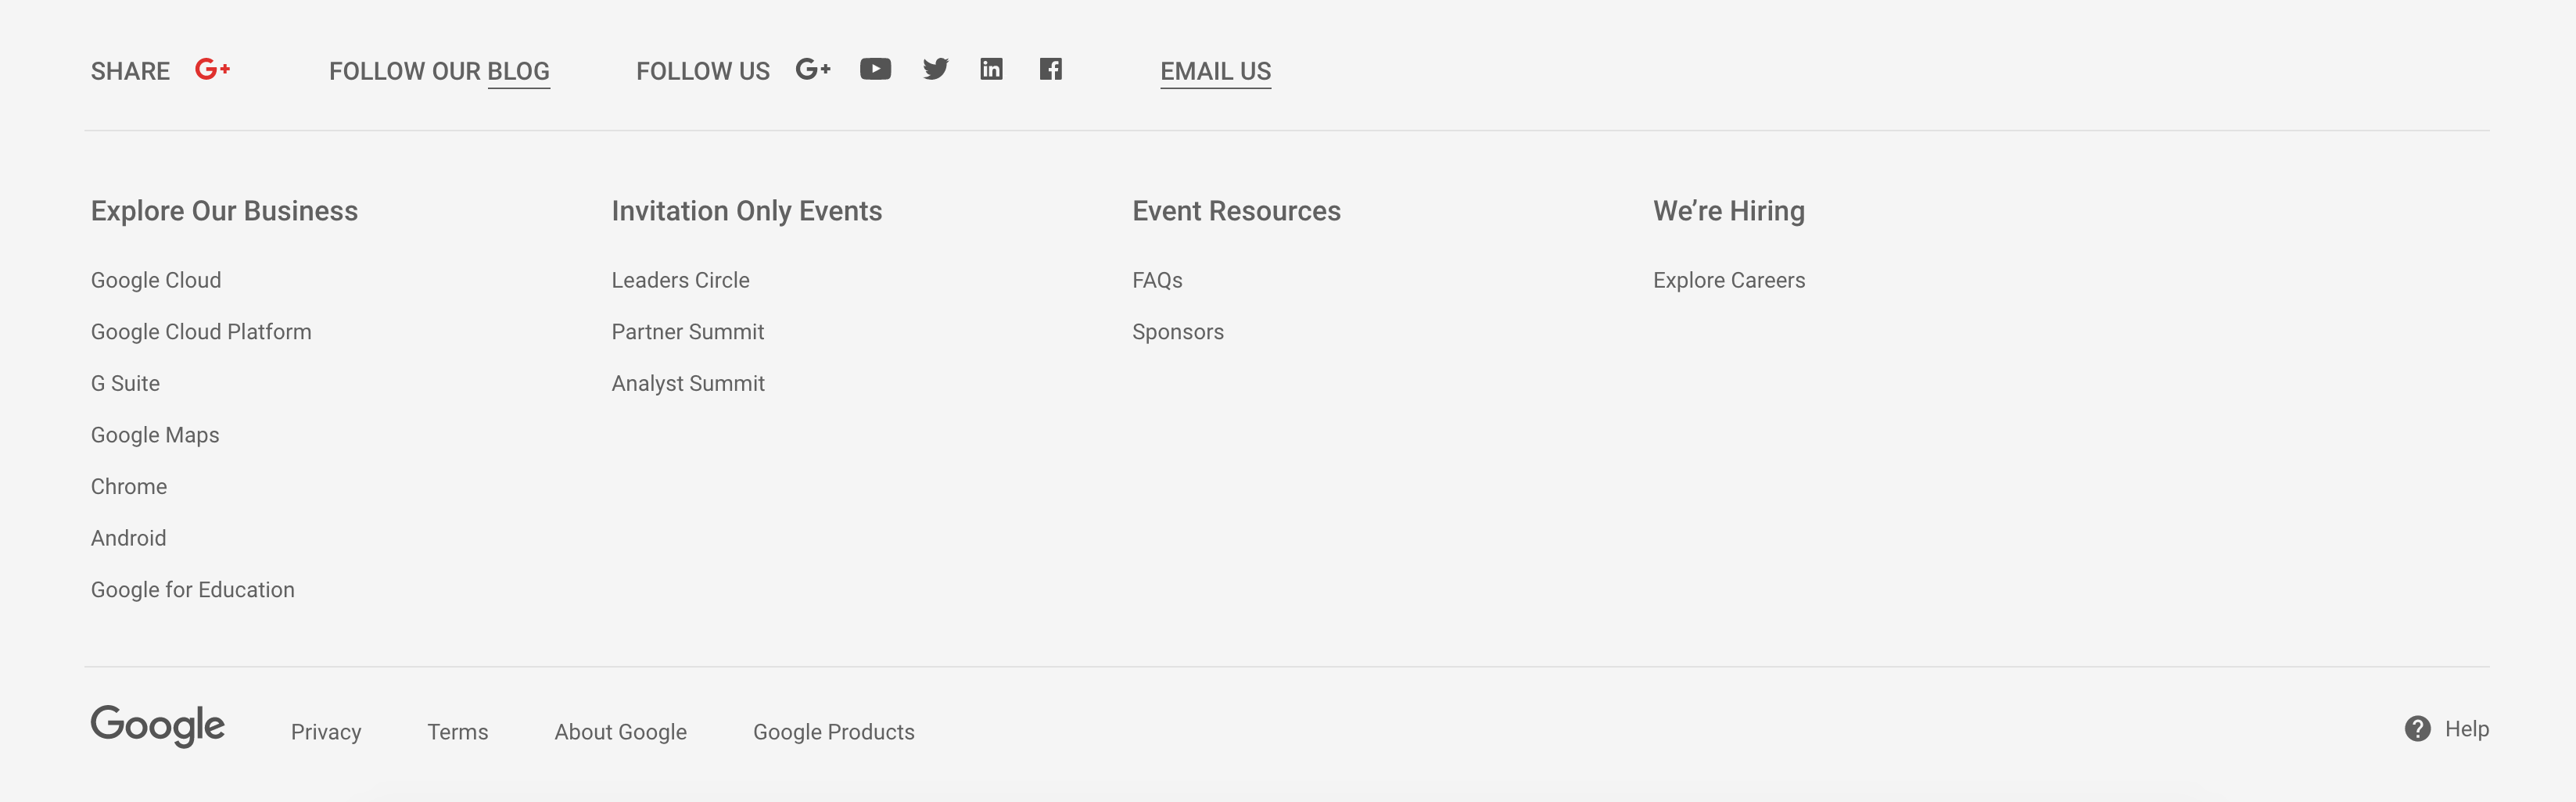 SHARE G+ FOLLOW OUR BLOG FOLLOW US G+ in f EMAIL US
Explore Our Business
Google Cloud
Google Cloud Platform
G Suite
Google Maps
Chrome
Android
Google for Education
Invitation Only Events
Leaders Circle
Partner Summit
Analyst Summit
Event Resources
FAQs
Sponsors
We’re Hiring
Explore Careers
Google Privacy Terms About Google Google Products ? Help